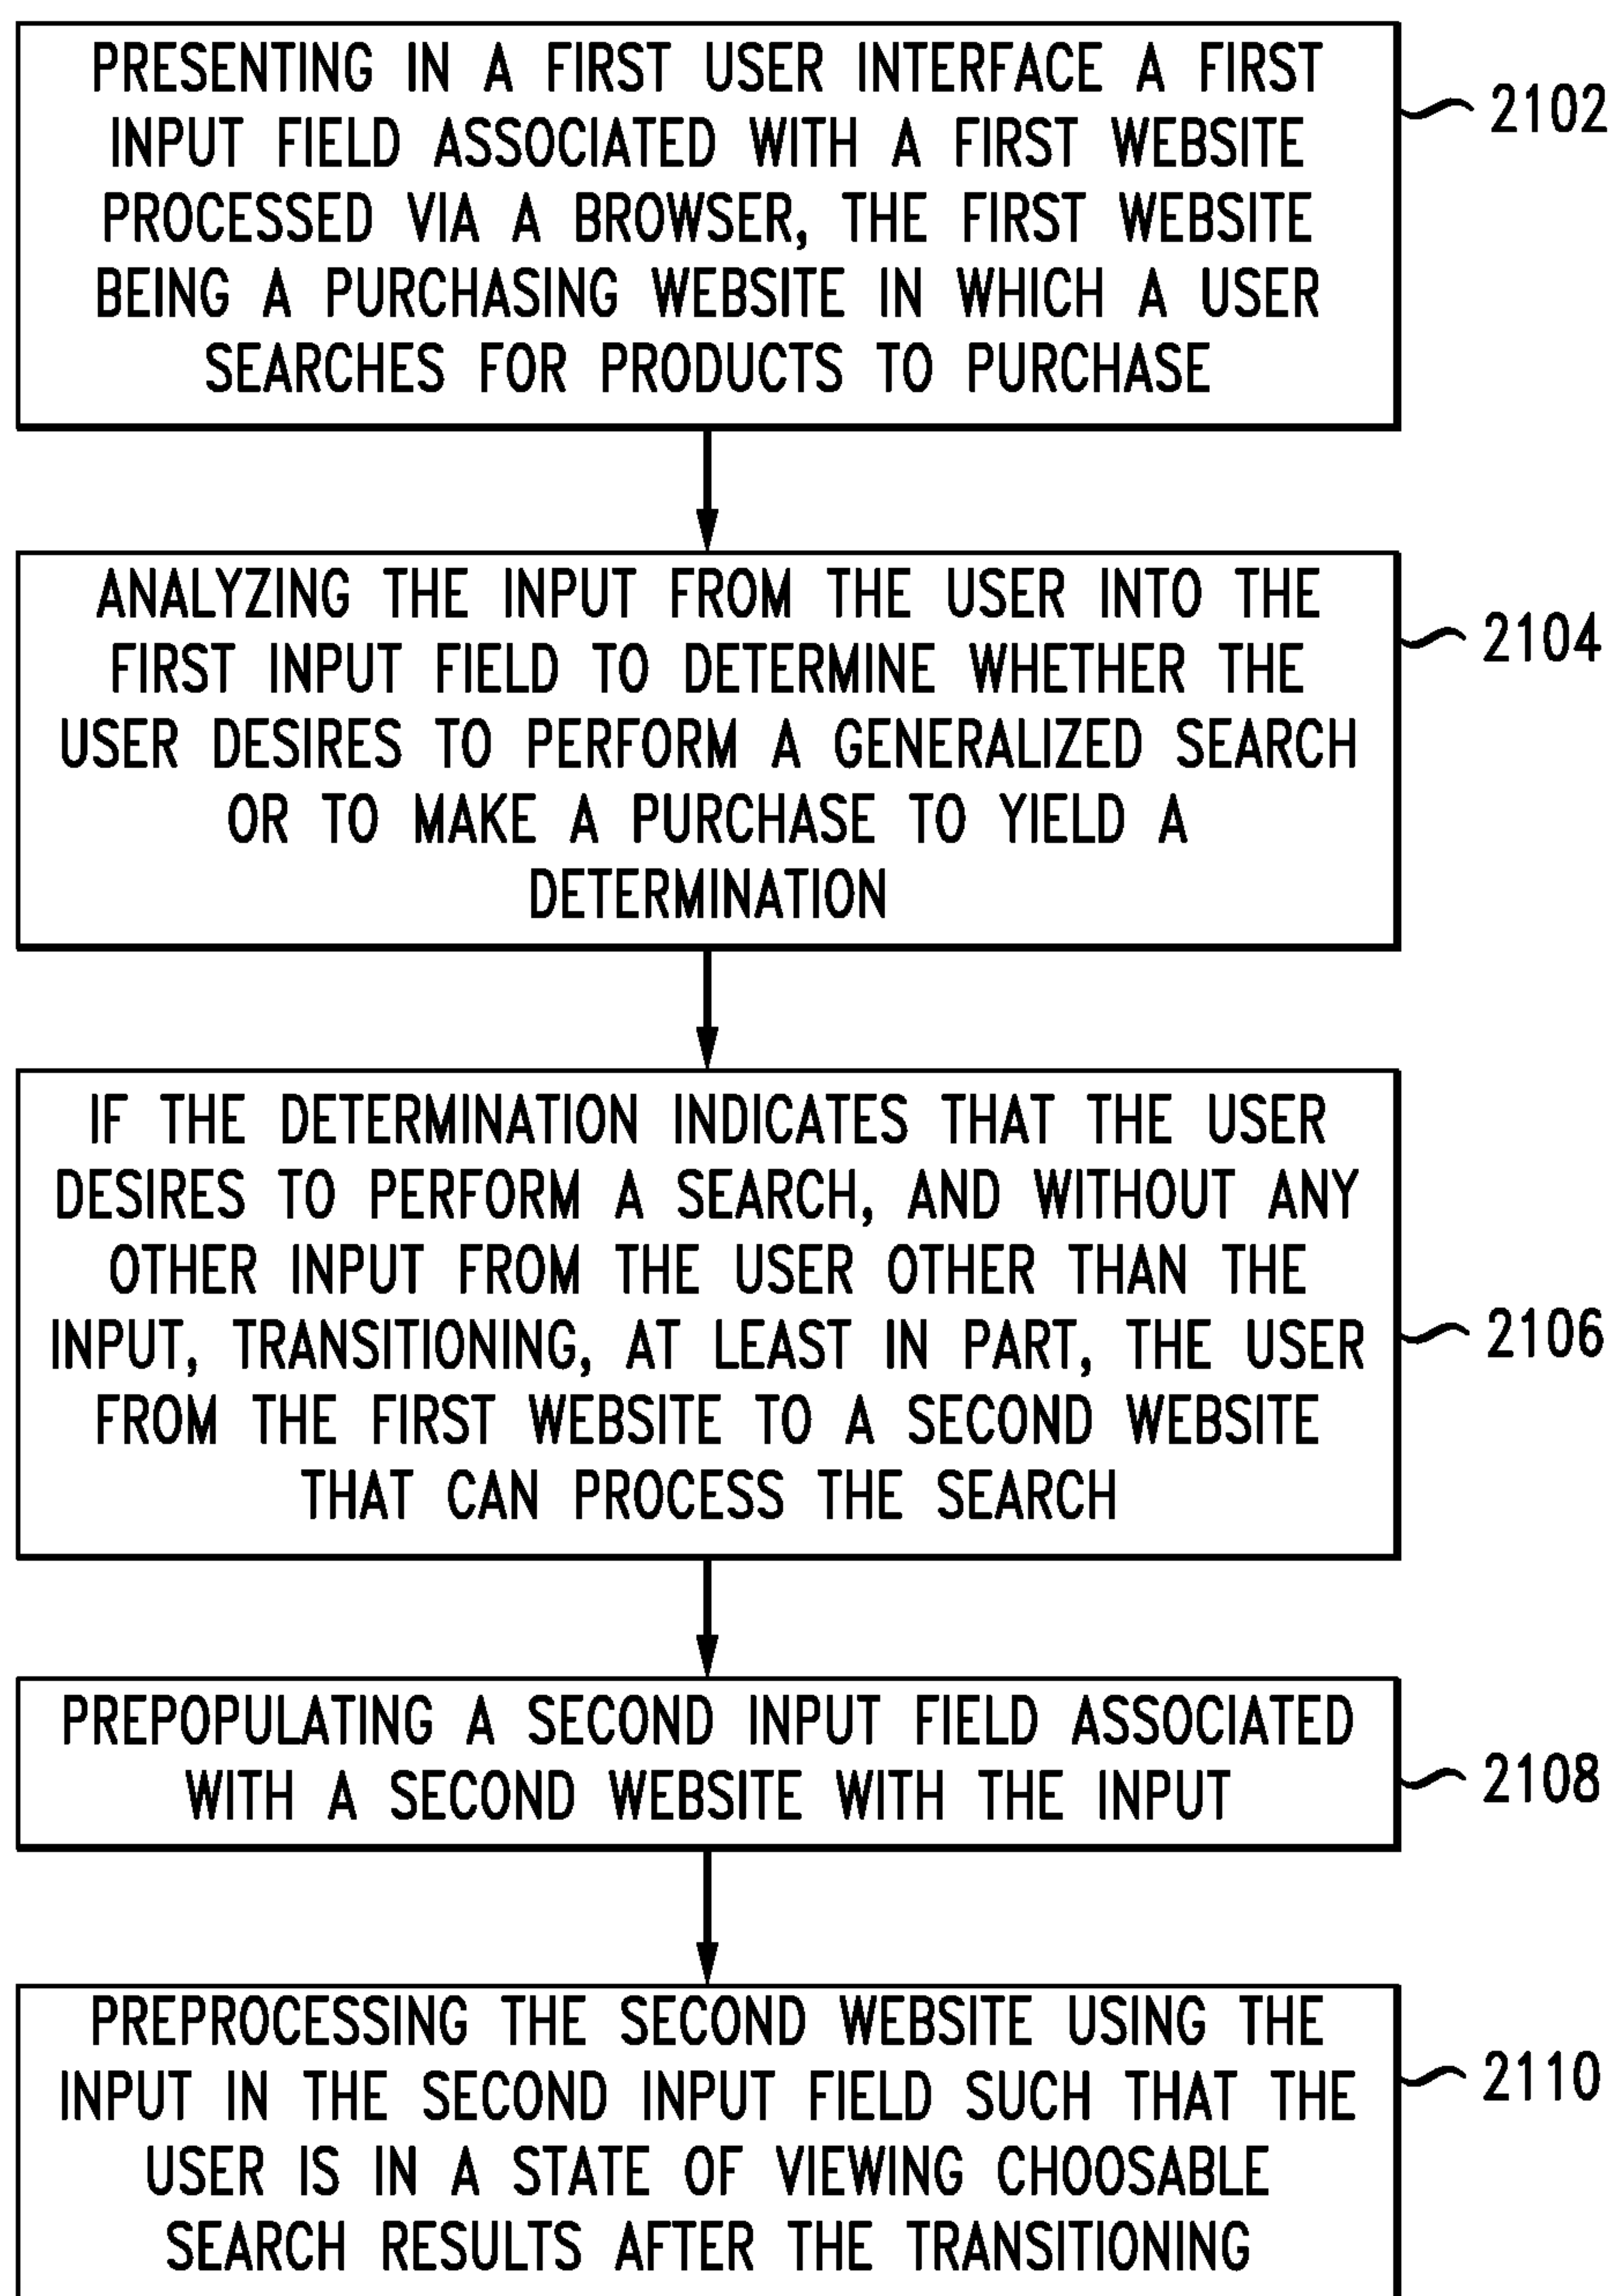 PRESENTING IN A FIRST USER INTERFACE A FIRST
INPUT FIELD ASSOCIATED WITH A FIRST WEBSITE
PROCESSED VIA A BROWSER, THE FIRST WEBSITE
BEING A PURCHASING WEBSITE IN WHICH A USER
SEARCHES FOR PRODUCTS TO PURCHASE
2102
ANALYZING THE INPUT FROM THE USER INTO THE
FIRST INPUT FIELD TO DETERMINE WHETHER THE
USER DESIRES TO PERFORM A GENERALIZED SEARCH
OR TO MAKE A PURCHASE TO YIELD A
DETERMINATION
2104
IF THE DETERMINATION INDICATES THAT THE USER
DESIRES TO PERFORM A SEARCH, AND WITHOUT ANY
OTHER INPUT FROM THE USER OTHER THAN THE
INPUT, TRANSITIONING, AT LEAST IN PART, THE USER
FROM THE FIRST WEBSITE TO A SECOND WEBSITE
THAT CAN PROCESS THE SEARCH
2106
PREPOPULATING A SECOND INPUT FIELD ASSOCIATED
WITH A SECOND WEBSITE WITH THE INPUT
2108
PREPROCESSING THE SECOND WEBSITE USING THE
INPUT IN THE SECOND INPUT FIELD SUCH THAT THE
USER IS IN A STATE OF VIEWING CHOOSABLE
SEARCH RESULTS AFTER THE TRANSITIONING
2110